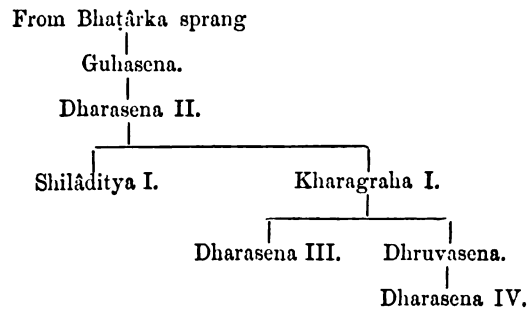 From Bhaṭârka sprang
Guhasena.
Dharasena II.
Shilâditya I. Kharagraha I.
Dharasena III. Dhruvasena.
Dharasena IV.